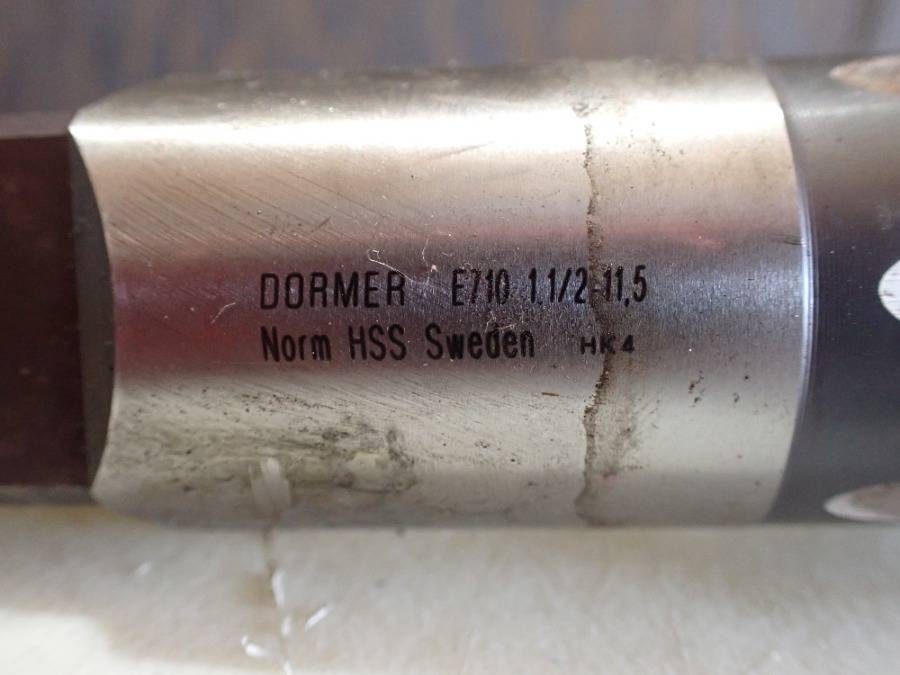 DORMER E710 1.1/2-11,5
Norm HSS Sweden HK4